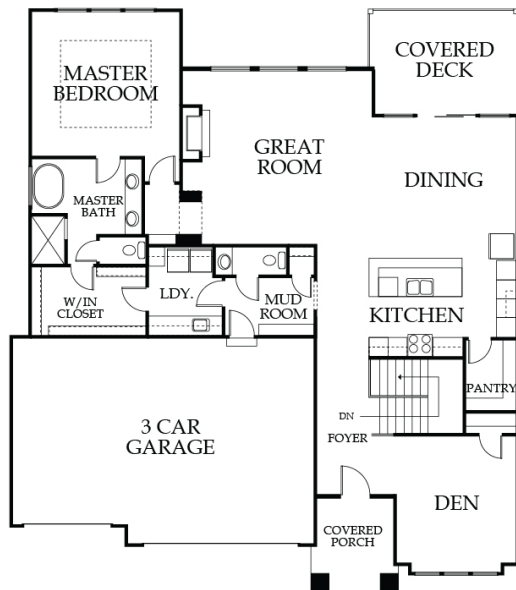 COVERED
DECK
MASTER
BEDROOM
GREAT
ROOM
DINING
MASTER
BATH
LDY.
W/IN
CLOSET
MUD
ROOM
KITCHEN
PANTRY
DN
FOYER
3 CAR
GARAGE
DEN
COVERED
PORCH